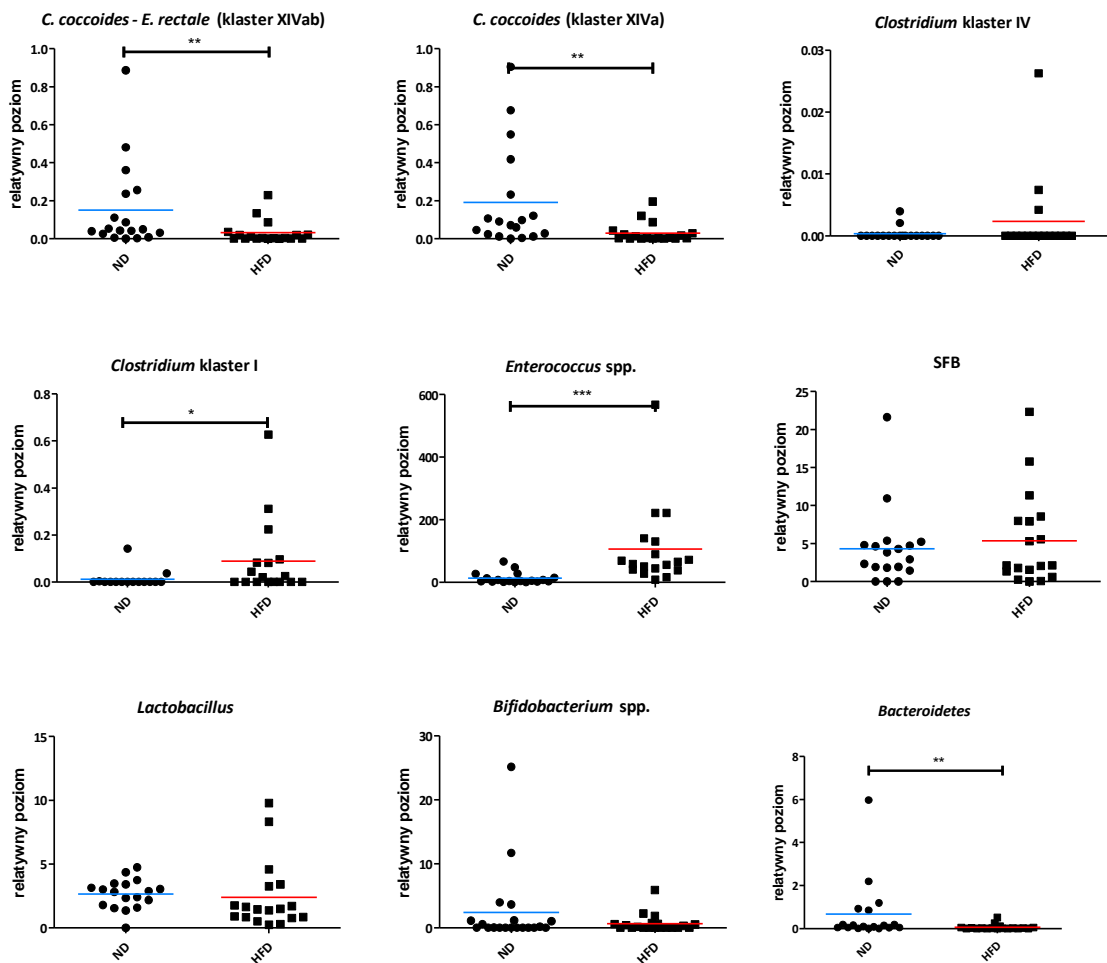 C. coccoides - E. rectale (klaster XIVab)
**
1.0
0.8
0.6
0.4
0.2
0.0
relatywny poziom
ND
HFD
C. coccoides (klaster XIVa)
**
1.0
0.8
0.6
0.4
0.2
0.0
relatywny poziom
ND
HFD
Clostridium klaster IV
0.03
0.02
0.01
0.00
relatywny poziom
ND
HFD
Clostridium klaster I
*
0.8
0.6
0.4
0.2
0.0
relatywny poziom
ND
HFD
Enterococcus spp.
***
600
400
200
0
relatywny poziom
ND
HFD
SFB
25
20
15
10
5
0
relatywny poziom
ND
HFD
Lactobacillus
15
10
5
0
relatywny poziom
ND
HFD
Bifidobacterium spp.
30
20
10
0
relatywny poziom
ND
HFD
Bacteroidetes
**
8
6
4
2
0
relatywny poziom
ND
HFD